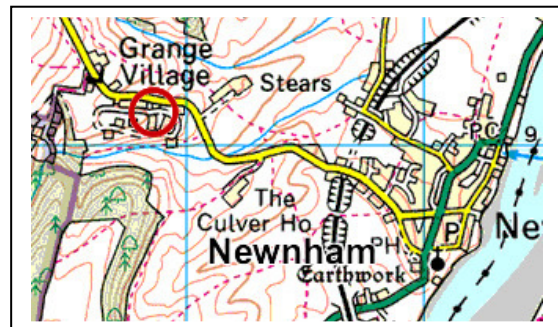 Grange
Village
Stears
PC
9
The
Culver Ho
Newnham
PH
V
P
Ne
Earthwork